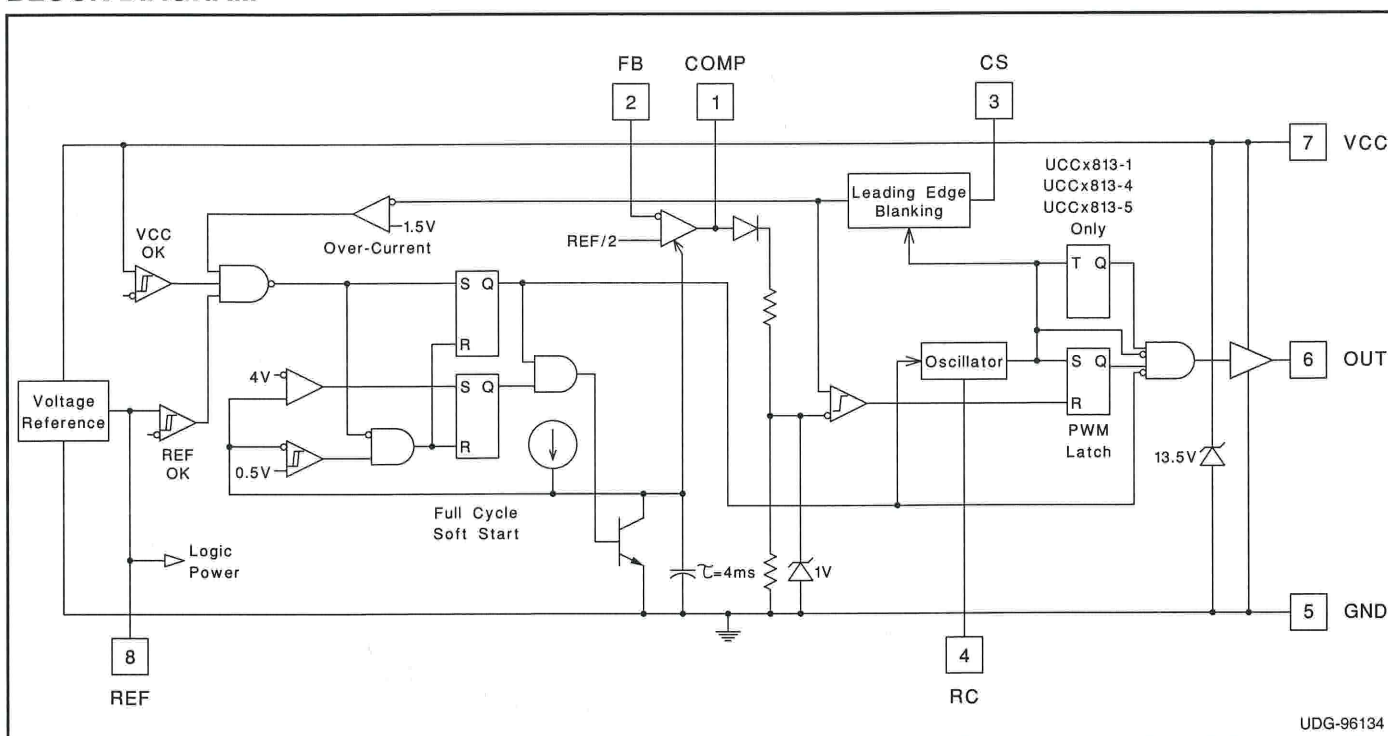 FB
COMP
CS
2
1
3
7
VCC
UCCx813-1
UCCx813-4
UCCx813-5
Only
Leading Edge
Blanking
1.5V
Over-Current
VCC
OK
REF/2
T Q
S Q
R
4V
S Q
R
0.5V
Oscillator
S Q
R
PWM
Latch
6
OUT
Voltage
Reference
REF
OK
13.5V
Full Cycle
Soft Start
Logic
Power
τ=4ms
1V
5
GND
8
REF
4
RC
UDG-96134